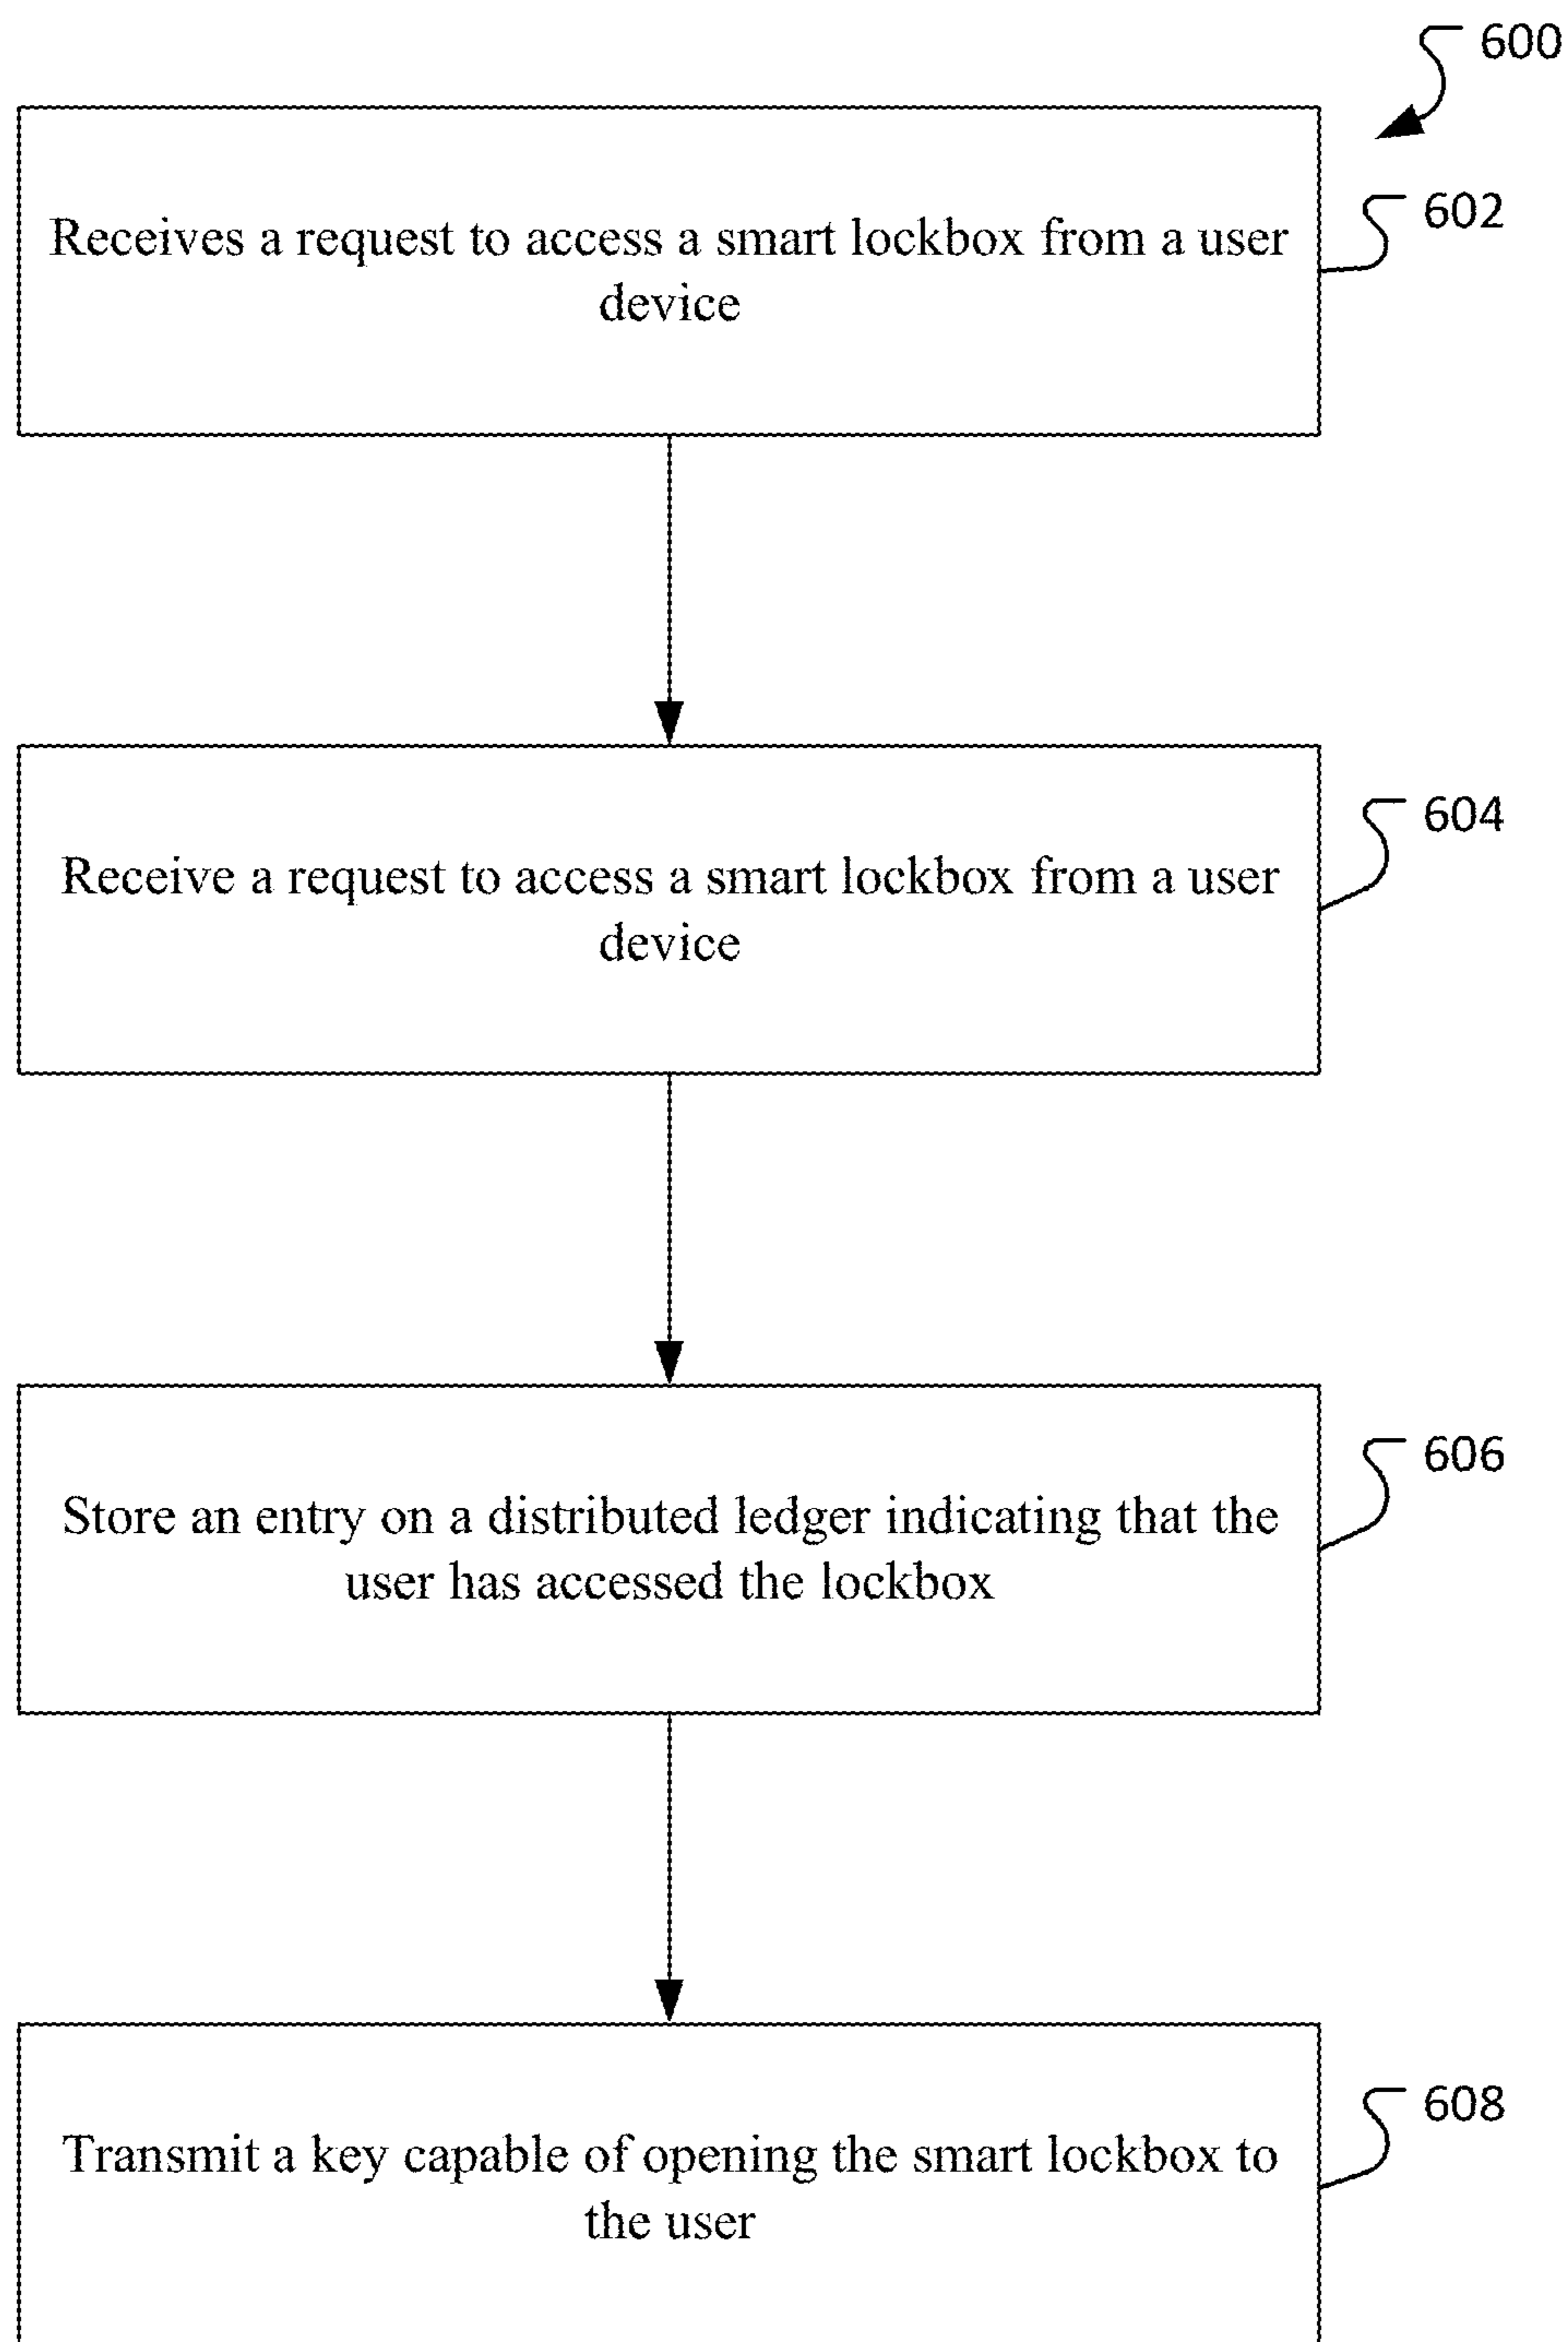 600
Receives a request to access a smart lockbox from a user
device
602
Receive a request to access a smart lockbox from a user
device
604
Store an entry on a distributed ledger indicating that the
user has accessed the lockbox
606
Transmit a key capable of opening the smart lockbox to
the user
608